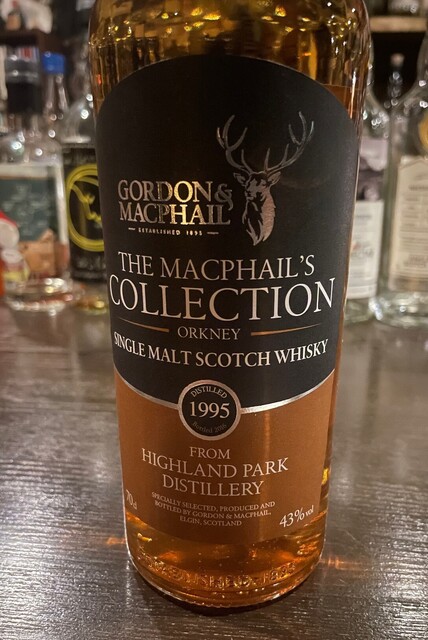 GORDON&
MACPHAIL
ESTABLISHED 1895
THE MACPHAIL'S
COLLECTION
ORKNEY
SINGLE MALT SCOTCH WHISKY
DISTILLED
1995
FROM
HIGHLAND PARK
DISTILLERY
SPECIALLY SELECTED, PRODUCED AND
BOTTLED BY GORDON & MACPHAIL,
ELGIN, SCOTLAND
70cl
43%vol